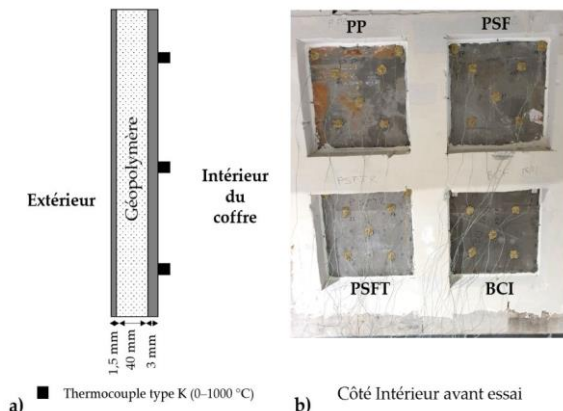 Extérieur
Géopolymère
Intérieur
du
coffre
1,5 mm
40 mm
3 mm
Thermocouple type K (0–1000 °C)
a)
PP
PSF
PSFT
BCI
b)
Côté Intérieur avant essai